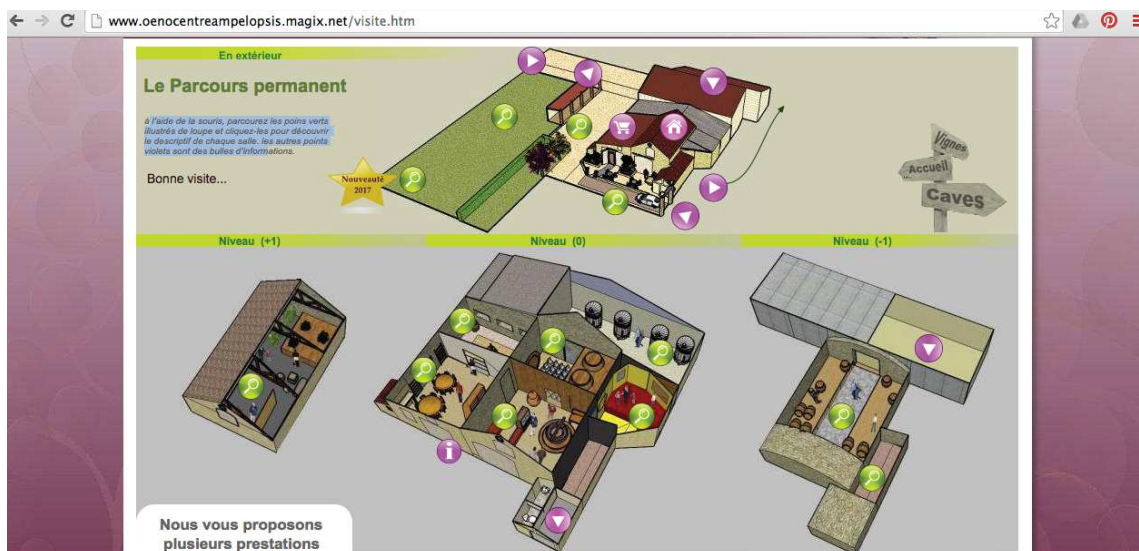 www.oenocentreampelopsis.magix.net/visite.htm
En extérieur
Le Parcours permanent
à l'aide de la souris, parcourez les poins verts
illustrés de loupe et cliquez-les pour découvrir
le descriptif de chaque salle. les autres points
violets sont des bulles d'informations.
Bonne visite...
Nouveauté
2017
Vignes
Accueil
Caves
Niveau (+1)
Niveau (0)
Niveau (-1)
i
Nous vous proposons
plusieurs prestations